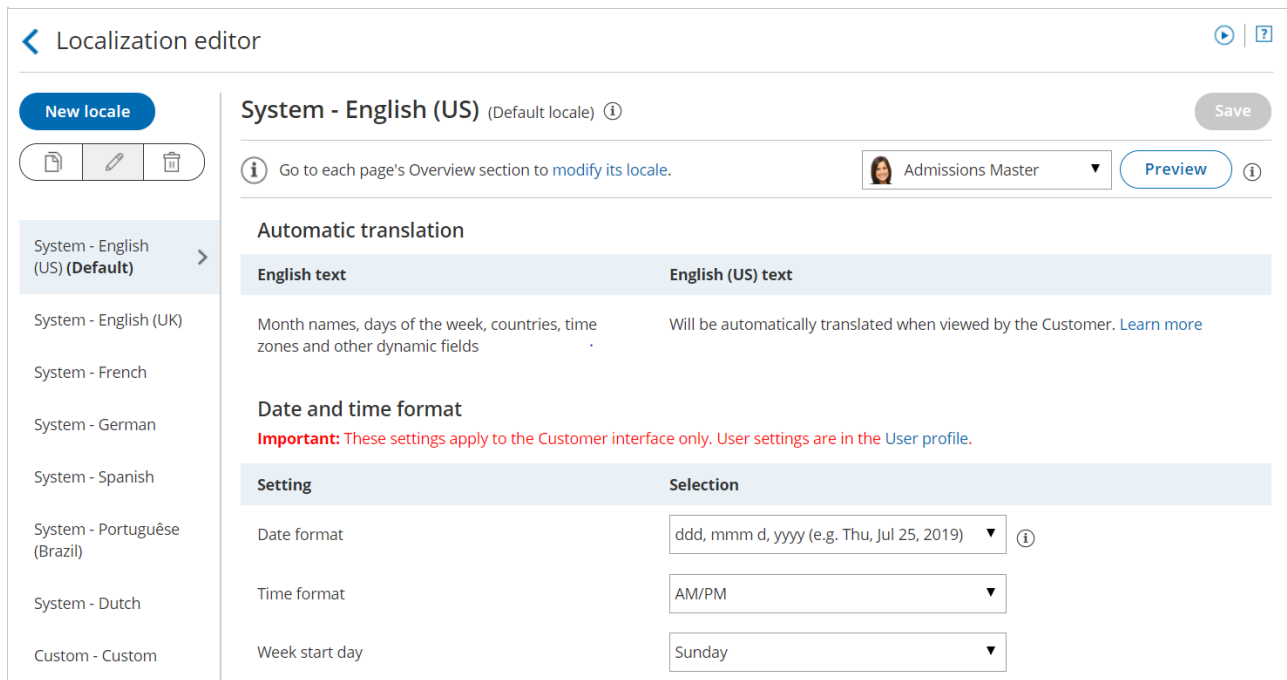 Localization editor
?
New locale
System - English (US) (Default locale)
Save
Go to each page's Overview section to modify its locale.
Admissions Master
Preview
System - English
(US) (Default)
System - English (UK)
System - French
System - German
System - Spanish
System - Portuguêse
(Brazil)
System - Dutch
Custom - Custom
Automatic translation
English text
English (US) text
Month names, days of the week, countries, time
zones and other dynamic fields
Will be automatically translated when viewed by the Customer. Learn more
Date and time format
Important: These settings apply to the Customer interface only. User settings are in the User profile.
Setting
Selection
Date format
ddd, mmm d, yyyy (e.g. Thu, Jul 25, 2019)
Time format
AM/PM
Week start day
Sunday